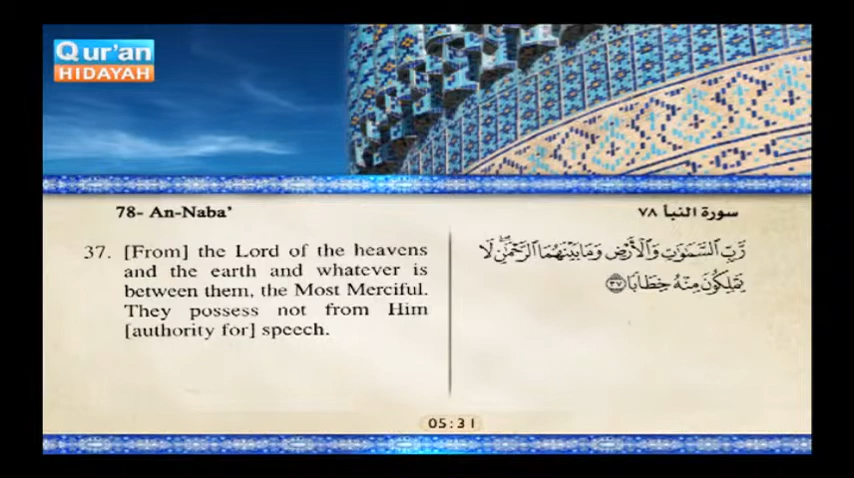 Qur'an
HIDAYAH
78- An-Naba'
سورة النبأ ٧٨
37. [From] the Lord of the heavens
and the earth and whatever is
between them, the Most Merciful.
They possess not from Him
[authority for] speech.
رَّبِّ ٱلسَّمَـٰوَٰتِ وَٱلْأَرْضِ وَمَا بَيْنَهُمَا ٱلرَّحْمَـٰنِ ۖ لَا
يَمْلِكُونَ مِنْهُ خِطَابًا ٣٧
05:31